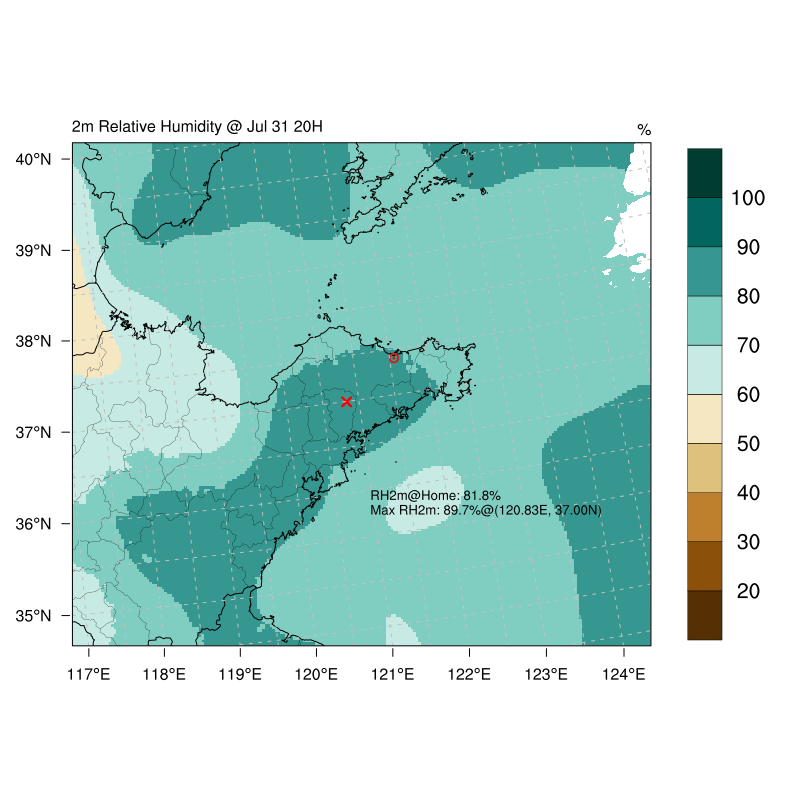 2m Relative Humidity @ Jul 31 20H
%
40°N
39°N
38°N
37°N
36°N
35°N
117°E 118°E 119°E 120°E 121°E 122°E 123°E 124°E
RH2m@Home: 81.8%
Max RH2m: 89.7%@(120.83E, 37.00N)
100
90
80
70
60
50
40
30
20